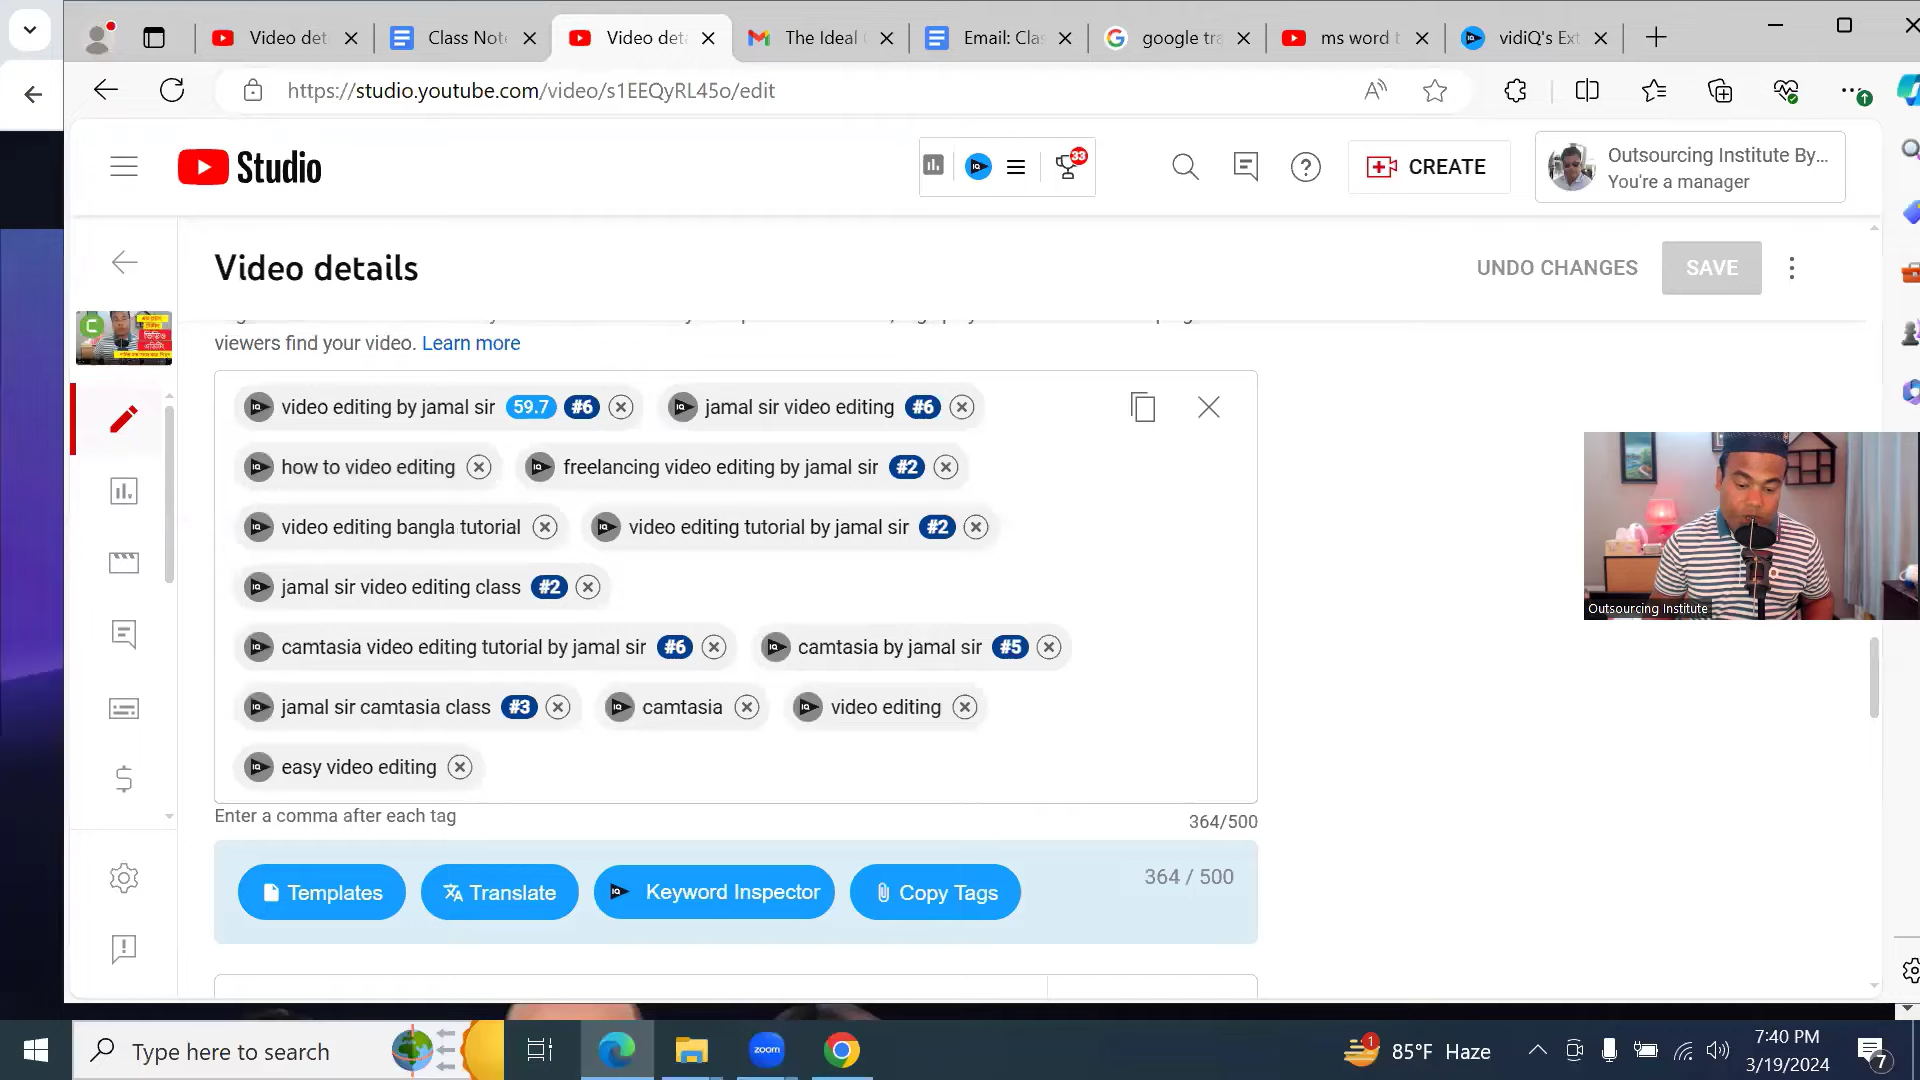 Video det
Class Not
Video deta
The Ideal
Email: Cla
google tra
ms word t
vidiQ's Ext
https://studio.youtube.com/video/s1EEQyRL45o/edit
Studio
33
CREATE
Outsourcing Institute By...
You're a manager
Video details
UNDO CHANGES
SAVE
viewers find your video. Learn more
video editing by jamal sir 59.7 #6
jamal sir video editing #6
how to video editing
freelancing video editing by jamal sir #2
video editing bangla tutorial
video editing tutorial by jamal sir #2
jamal sir video editing class #2
camtasia video editing tutorial by jamal sir #6
camtasia by jamal sir #5
jamal sir camtasia class #3
camtasia
video editing
easy video editing
Enter a comma after each tag
364/500
Templates
Translate
Keyword Inspector
Copy Tags
364 / 500
Outsourcing Institute
Type here to search
zoom
1
85°F Haze
7:40 PM
3/19/2024
7